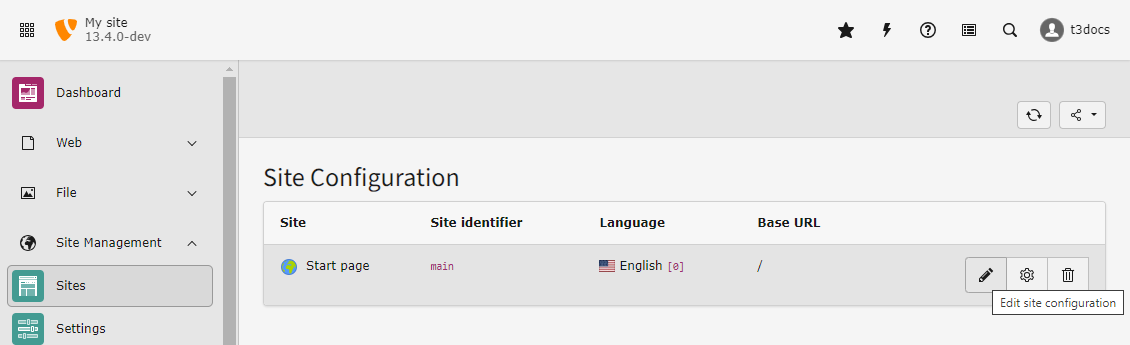 My site
13.4.0-dev
t3docs
Dashboard
Web
File
Site Management
Sites
Settings
Site Configuration
Site Site identifier Language Base URL
Start page main English [0] /
Edit site configuration